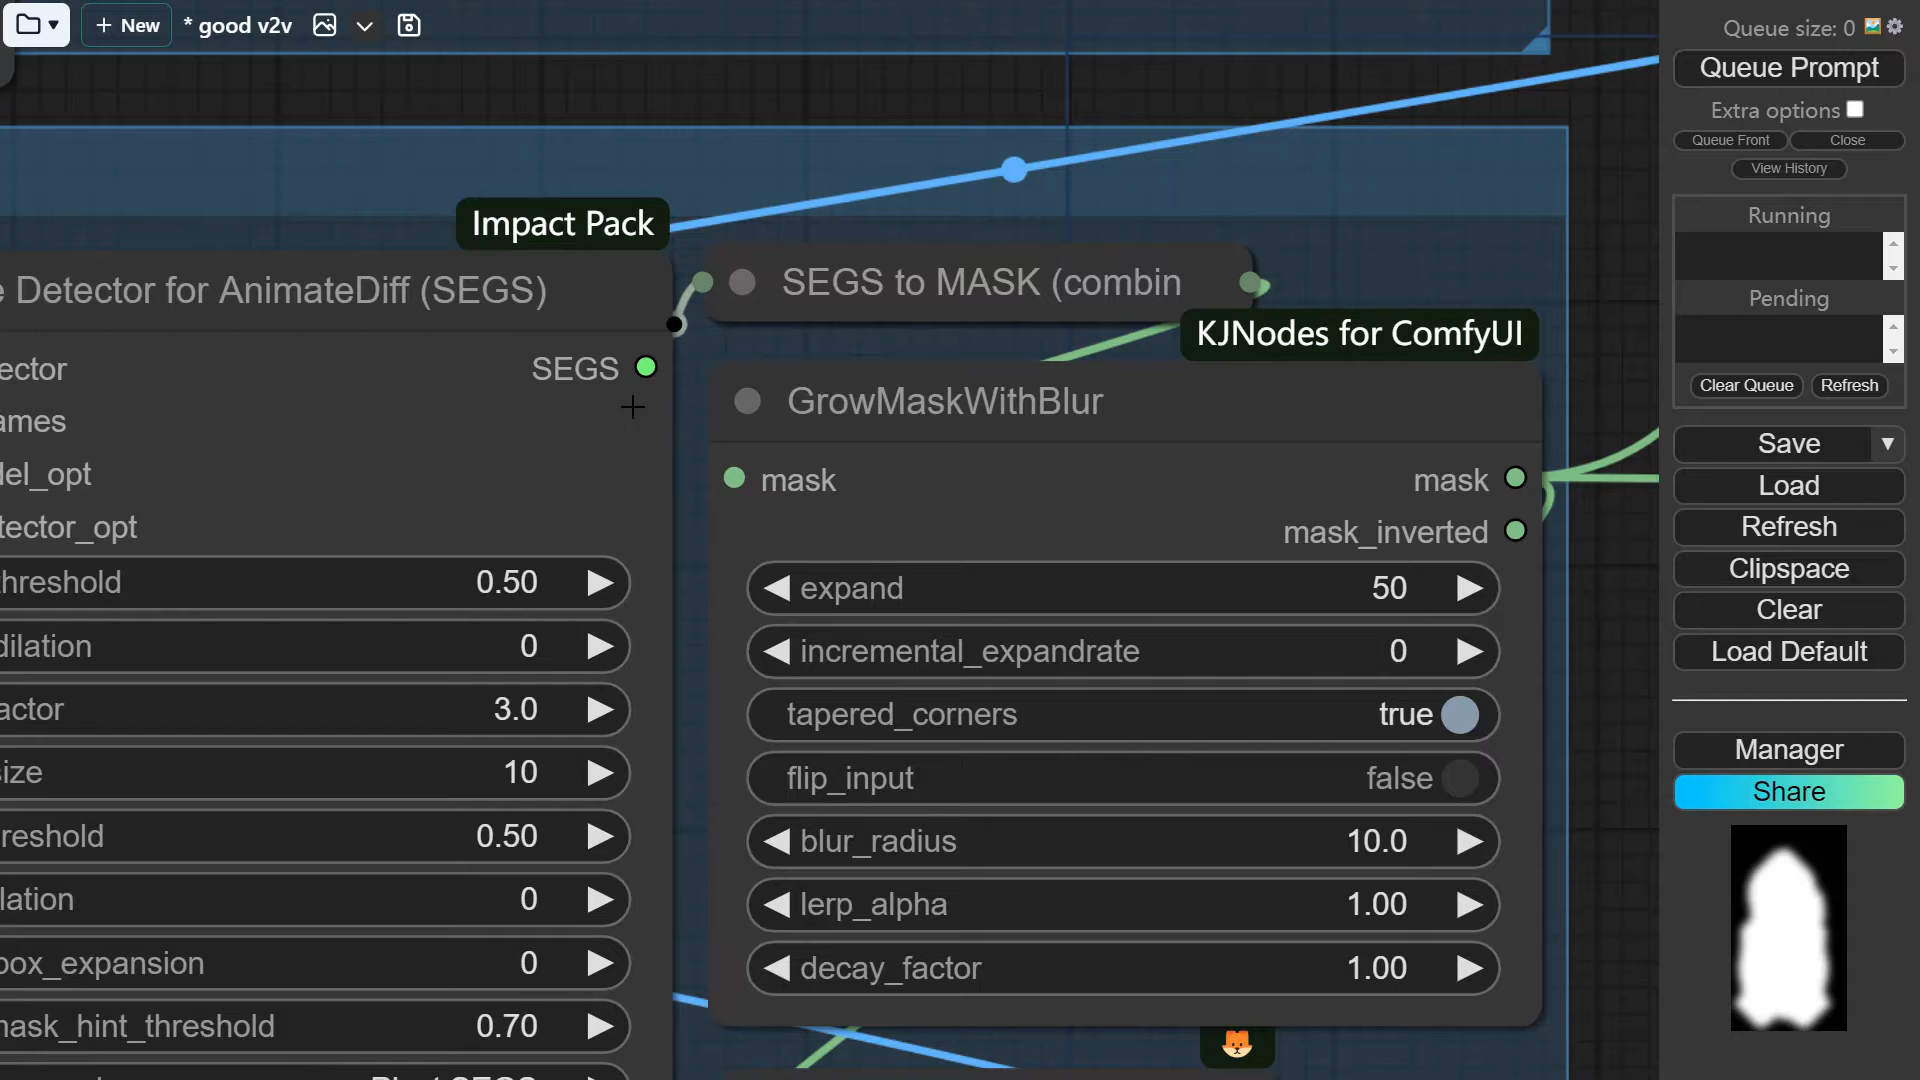 + New
* good v2v
Impact Pack
e Detector for AnimateDiff (SEGS)
SEGS
ector
ames
del_opt
tector_opt
threshold 0.50
dilation 0
actor 3.0
size 10
reshold 0.50
lation 0
box_expansion 0
mask_hint_threshold 0.70
SEGS to MASK (combin
KJNodes for ComfyUI
GrowMaskWithBlur
mask
mask
mask_inverted
expand 50
incremental_expandrate 0
tapered_corners true
flip_input false
blur_radius 10.0
lerp_alpha 1.00
decay_factor 1.00
Queue size: 0
Queue Prompt
Extra options
Queue Front
Close
View History
Running
Pending
Clear Queue
Refresh
Save
Load
Refresh
Clipspace
Clear
Load Default
Manager
Share